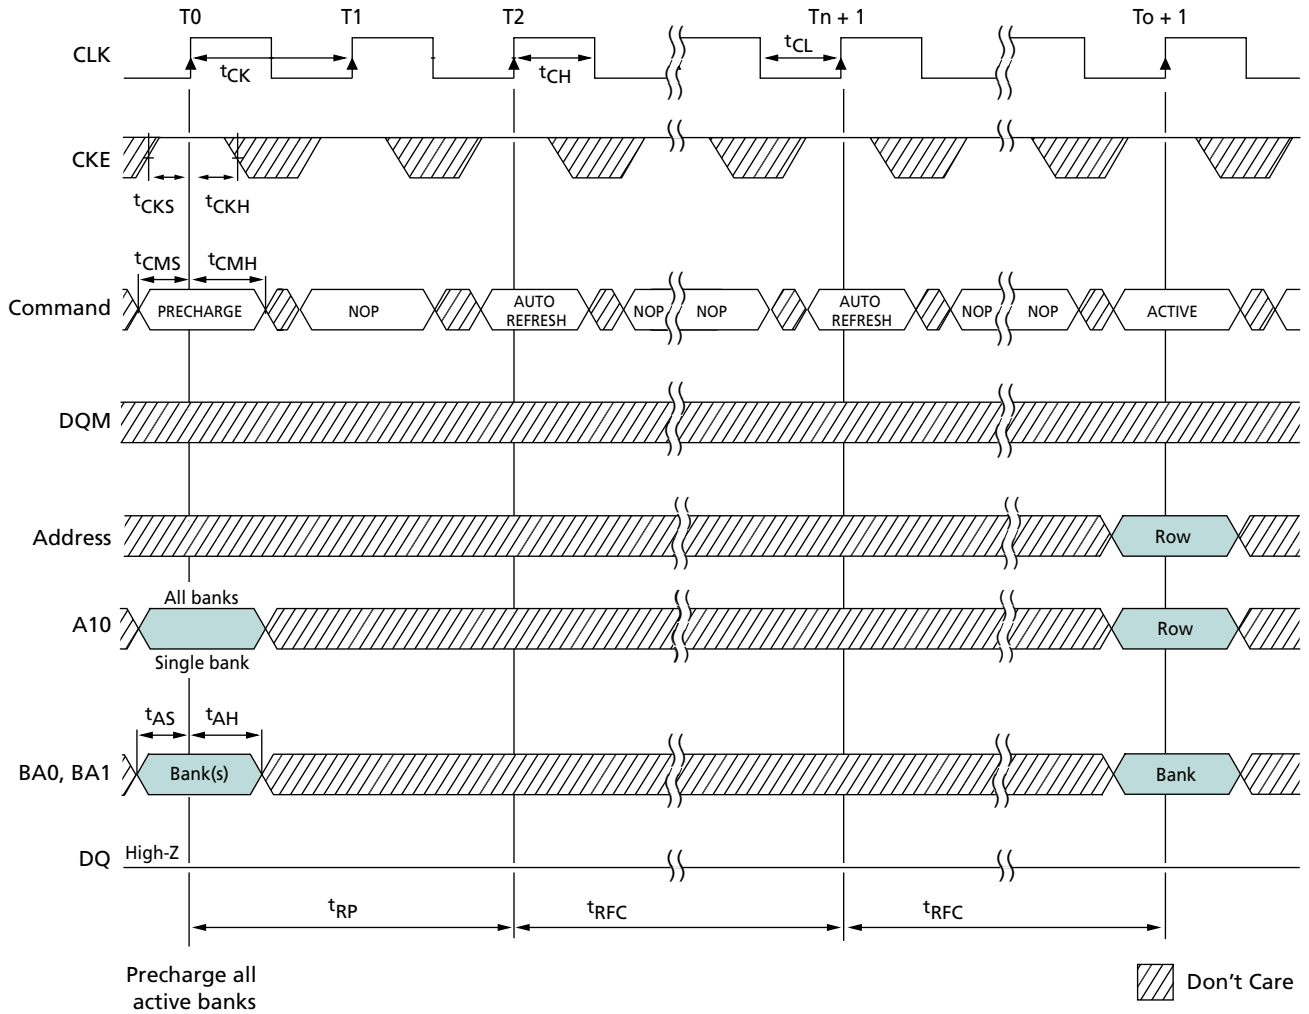 T0 T1 T2 Tn + 1 To + 1
CLK
tCK tCH tCL
CKE
tCKS tCKH
tCMS tCMH
Command PRECHARGE NOP AUTO REFRESH NOP NOP AUTO REFRESH NOP NOP ACTIVE
DQM
Address Row
All banks
A10 Row
Single bank
tAS tAH
BA0, BA1 Bank(s) Bank
DQ High-Z
tRP tRFC tRFC
Precharge all
active banks
Don't Care